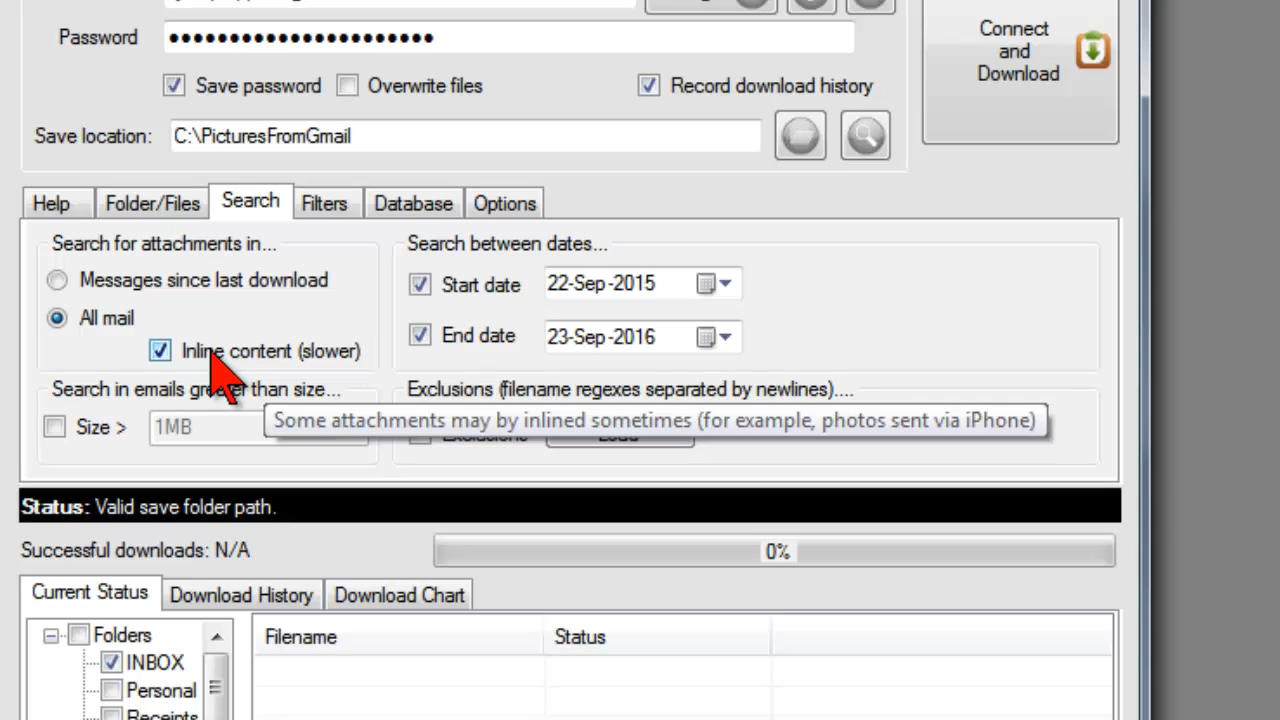 Connect
and
Download
Password ●●●●●●●●●●●●●●●●●●●●●●
Save password Overwrite files Record download history
Save location: C:\PicturesFromGmail
Help Folder/Files Search Filters Database Options
Search for attachments in...
Messages since last download
All mail
Inline content (slower)
Search between dates...
Start date 22-Sep-2015
End date 23-Sep-2016
Search in emails greater than size...
Size > 1MB
Exclusions (filename regexes separated by newlines)....
Some attachments may by inlined sometimes (for example, photos sent via iPhone)
Exclusions Load
Status: Valid save folder path.
Successful downloads: N/A 0%
Current Status Download History Download Chart
Folders
INBOX
Personal
Receipts
Filename Status